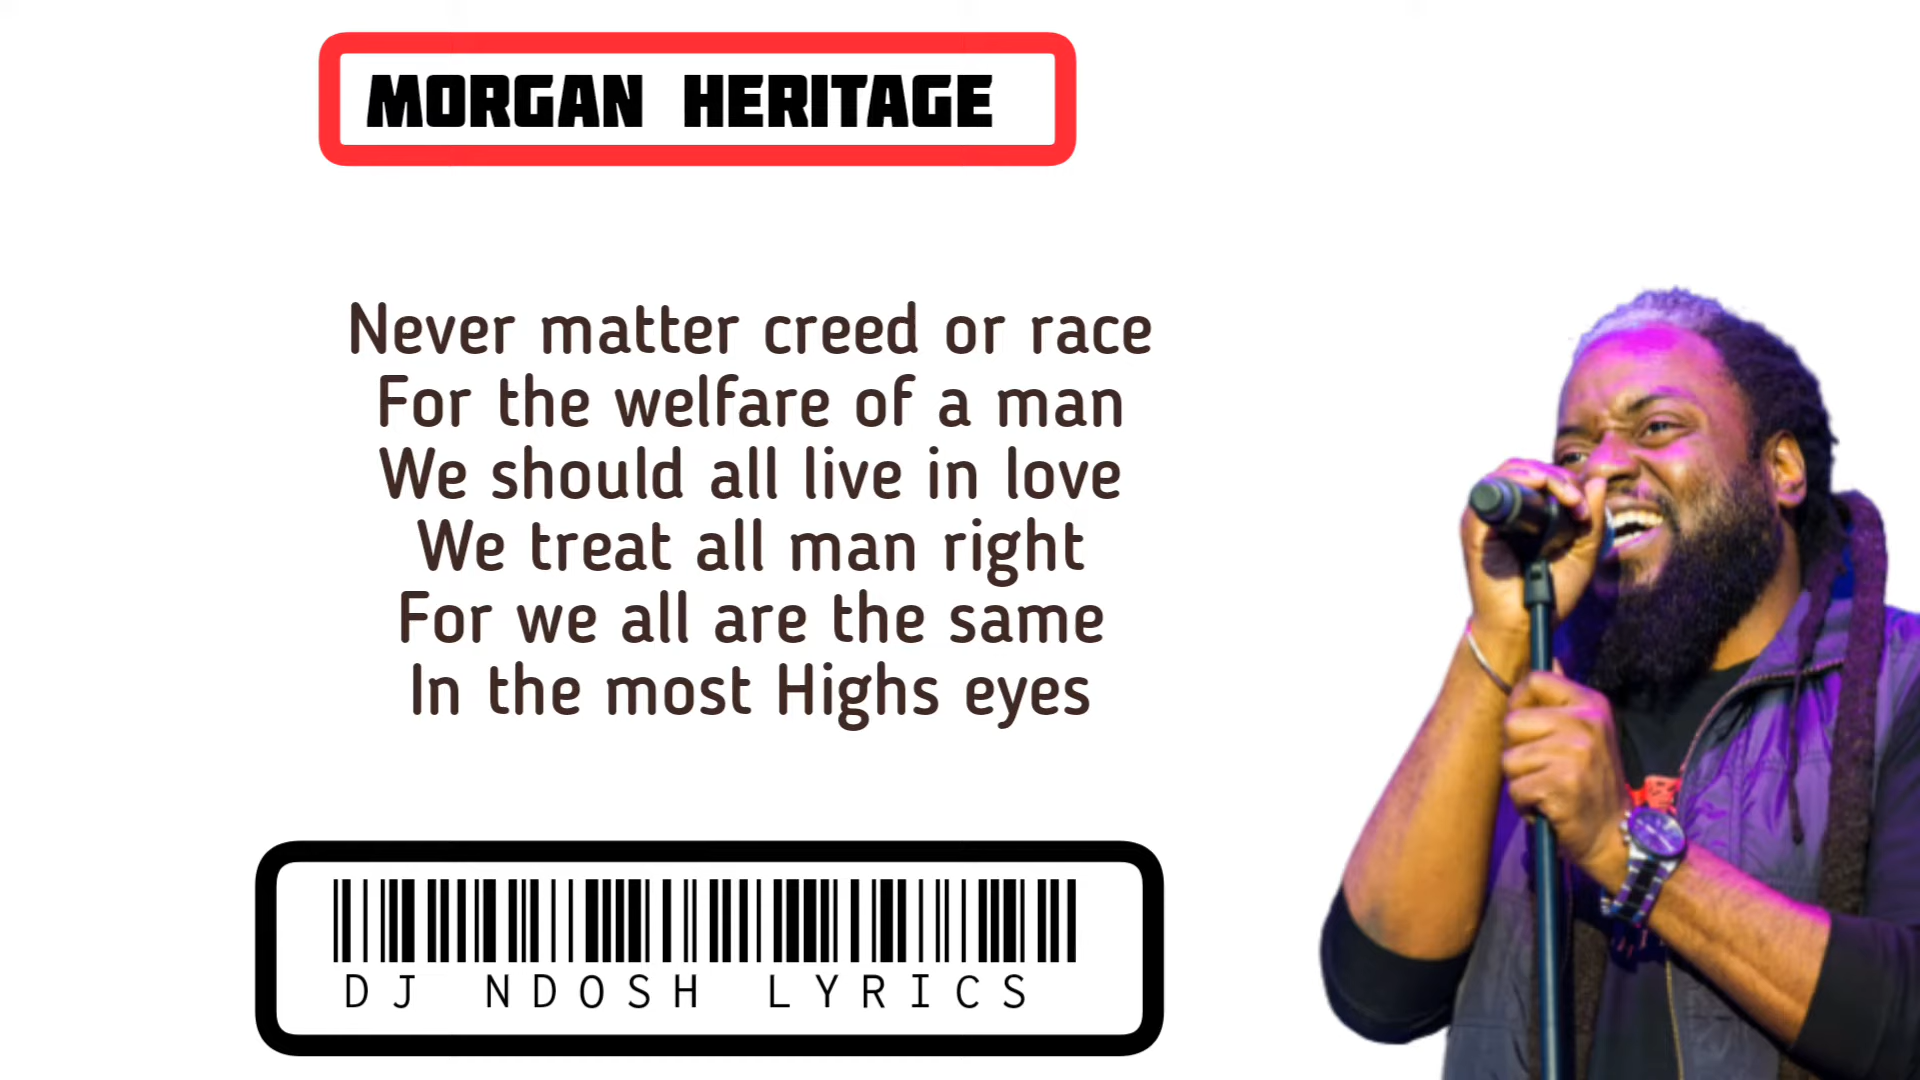 MORGAN HERITAGE
Never matter creed or race
For the welfare of a man
We should all live in love
We treat all man right
For we all are the same
In the most Highs eyes
DJ NDOSH LYRICS